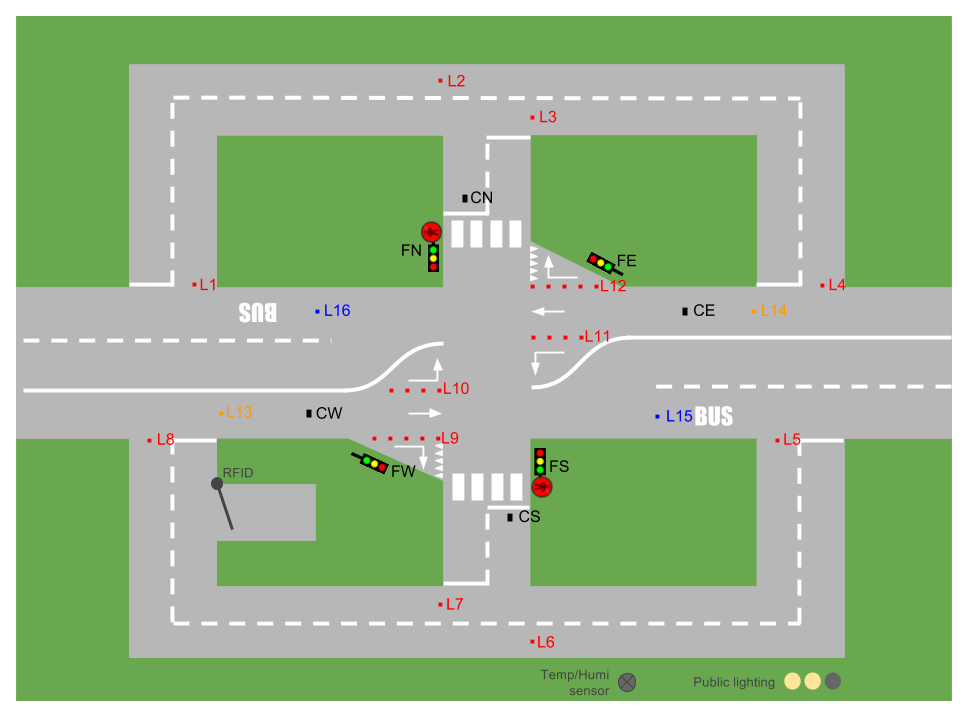 L2
L3
CN
FN
FE
L1
L12
L4
BUS
L16
CE
L14
L11
L10
L13
CW
L15
BUS
L8
L9
L5
RFID
FW
FS
CS
L7
L6
Temp/Humi
sensor
Public lighting